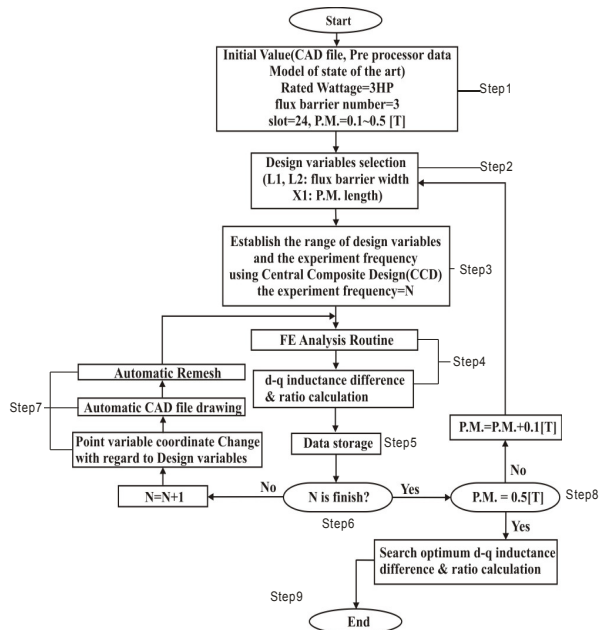 Start
Initial Value(CAD file, Pre processor data
Model of state of the art)
Rated Wattage=3HP
flux barrier number=3
slot=24, P.M.=0.1~0.5 [T]
Step1
Design variables selection
(L1, L2: flux barrier width
X1: P.M. length)
Step2
Establish the range of design variables
and the experiment frequency
using Central Composite Design(CCD)
the experiment frequency=N
Step3
FE Analysis Routine
d-q inductance difference
& ratio calculation
Step4
Automatic Remesh
Automatic CAD file drawing
Point variable coordinate Change
with regard to Design variables
Step7
N=N+1
Data storage
Step5
No
N is finish?
Yes
Step6
P.M.=P.M.+0.1[T]
No
P.M. = 0.5[T]
Step8
Yes
Search optimum d-q inductance
difference & ratio calculation
Step9
End